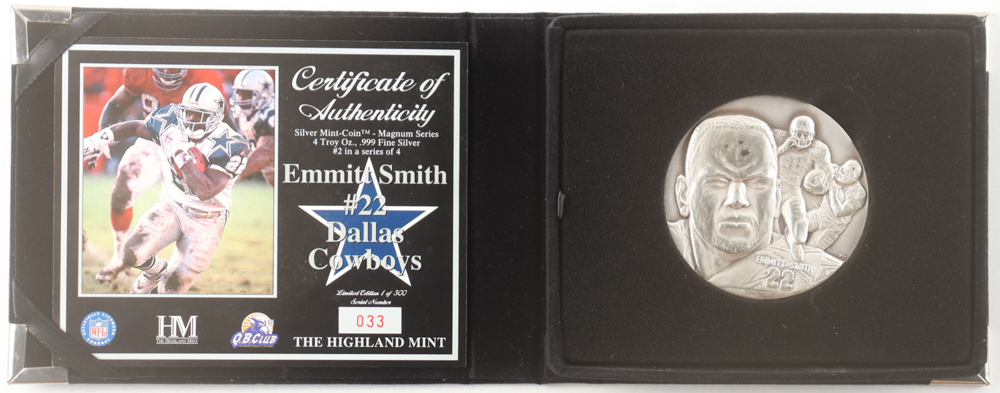 Certificate of
Authenticity
Silver Mint-Coin™ - Magnum Series
4 Troy Oz., .999 Fine Silver
#2 in a series of 4
Emmitt Smith
#22
Dallas
Cowboys
Limited Edition 1 of 500
Serial Number
033
NFL
HM
THE HIGHLAND MINT
Q.B.CLUB
THE HIGHLAND MINT
EMMITT SMITH
22